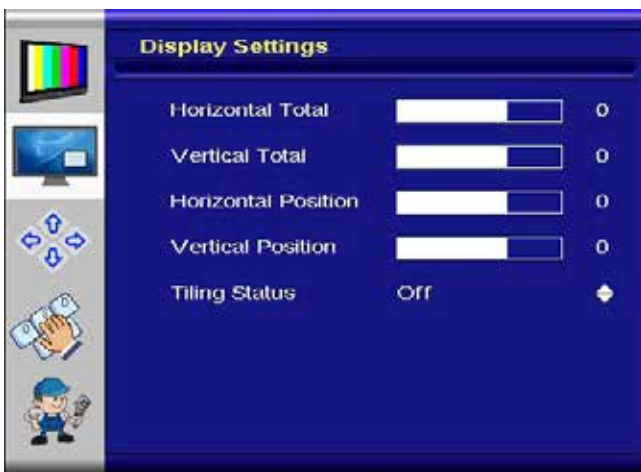 Display Settings
Horizontal Total 0
Vertical Total 0
Horizontal Position 0
Vertical Position 0
Tiling Status Off